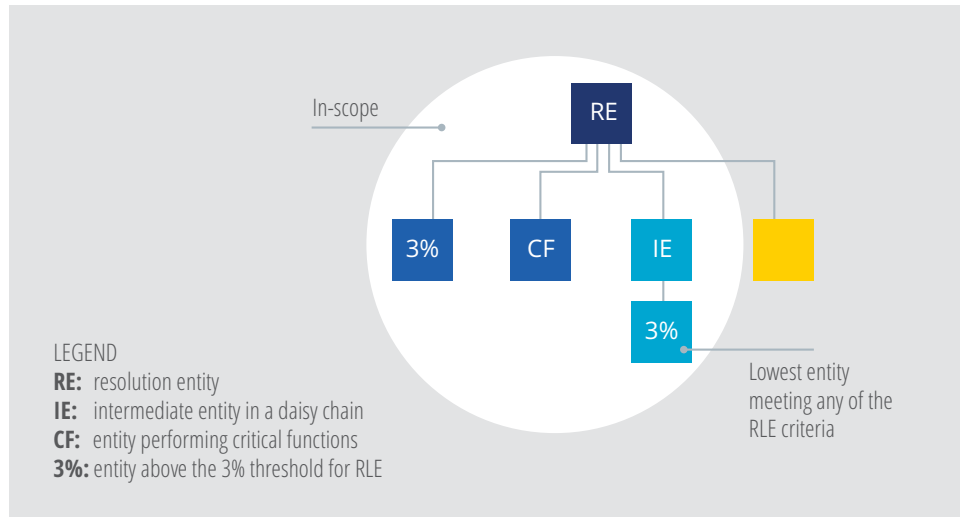 In-scope
RE
3%
CF
IE
3%
Lowest entity
meeting any of the
RLE criteria
LEGEND
RE: resolution entity
IE: intermediate entity in a daisy chain
CF: entity performing critical functions
3%: entity above the 3% threshold for RLE